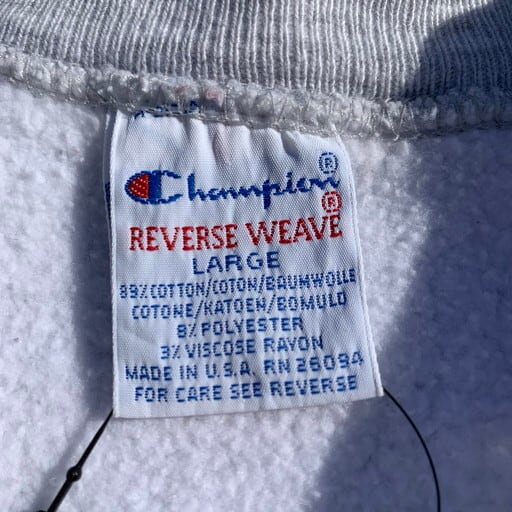 Champion®
REVERSE WEAVE®
LARGE
89% COTTON/COTON/BAUMWOLLE
COTONE/KATOEN/BOMULD
8% POLYESTER
3% VISCOSE RAYON
MADE IN U.S.A. RN 26094
FOR CARE SEE REVERSE